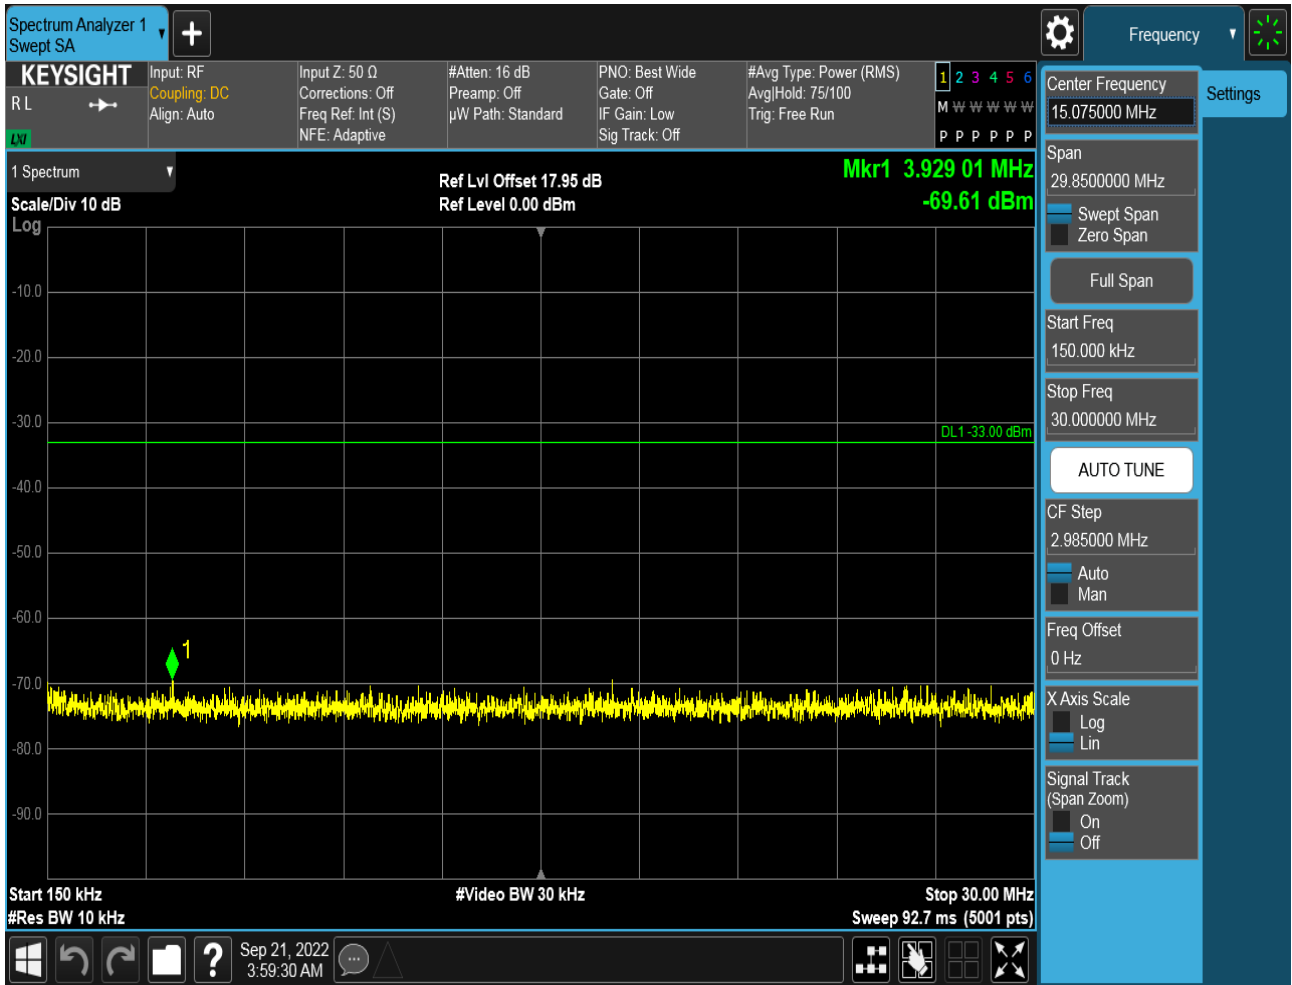 Spectrum Analyzer 1
Swept SA
Frequency
KEYSIGHT
R L
LXI
Input: RF
Coupling: DC
Align: Auto
Input Z: 50 Ω
Corrections: Off
Freq Ref: Int (S)
NFE: Adaptive
#Atten: 16 dB
Preamp: Off
µW Path: Standard
PNO: Best Wide
Gate: Off
IF Gain: Low
Sig Track: Off
#Avg Type: Power (RMS)
Avg|Hold: 75/100
Trig: Free Run
1 2 3 4 5 6
M W W W W W
P P P P P P
1 Spectrum
Scale/Div 10 dB
Log
Ref Lvl Offset 17.95 dB
Ref Level 0.00 dBm
Mkr1 3.929 01 MHz
-69.61 dBm
-10.0
-20.0
-30.0
DL1 -33.00 dBm
-40.0
-50.0
-60.0
1
-70.0
-80.0
-90.0
Start 150 kHz
#Video BW 30 kHz
Stop 30.00 MHz
#Res BW 10 kHz
Sweep 92.7 ms (5001 pts)
Center Frequency
15.075000 MHz
Settings
Span
29.8500000 MHz
Swept Span
Zero Span
Full Span
Start Freq
150.000 kHz
Stop Freq
30.000000 MHz
AUTO TUNE
CF Step
2.985000 MHz
Auto
Man
Freq Offset
0 Hz
X Axis Scale
Log
Lin
Signal Track
(Span Zoom)
On
Off
?
Sep 21, 2022
3:59:30 AM